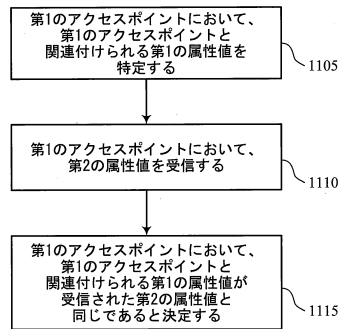 第1のアクセスポイントにおいて、
第1のアクセスポイントと
関連付けられる第1の属性値を
特定する
1105
第1のアクセスポイントにおいて、
第2の属性値を受信する
1110
第1のアクセスポイントにおいて、
第1のアクセスポイントと
関連付けられる第1の属性値が
受信された第2の属性値と
同じであると決定する
1115